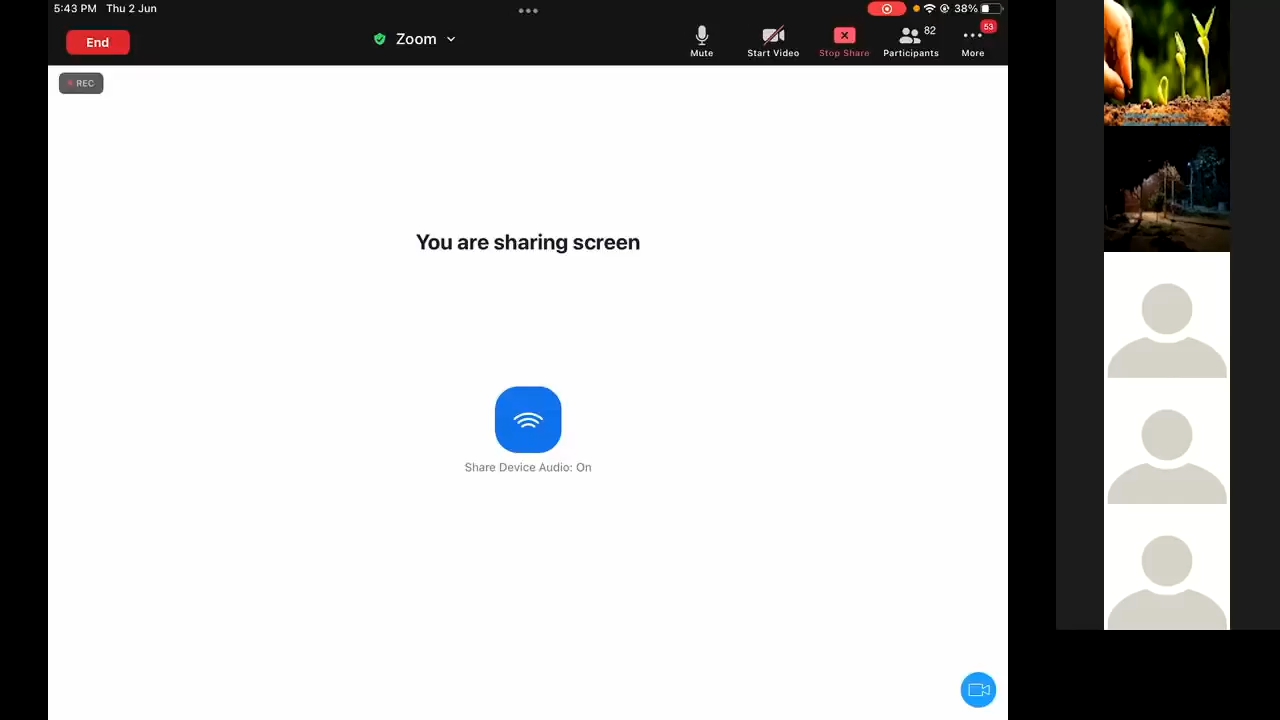 5:43 PM Thu 2 Jun
38%
End
Zoom
Mute
Start Video
Stop Share
82
Participants
53
More
REC
You are sharing screen
Share Device Audio: On